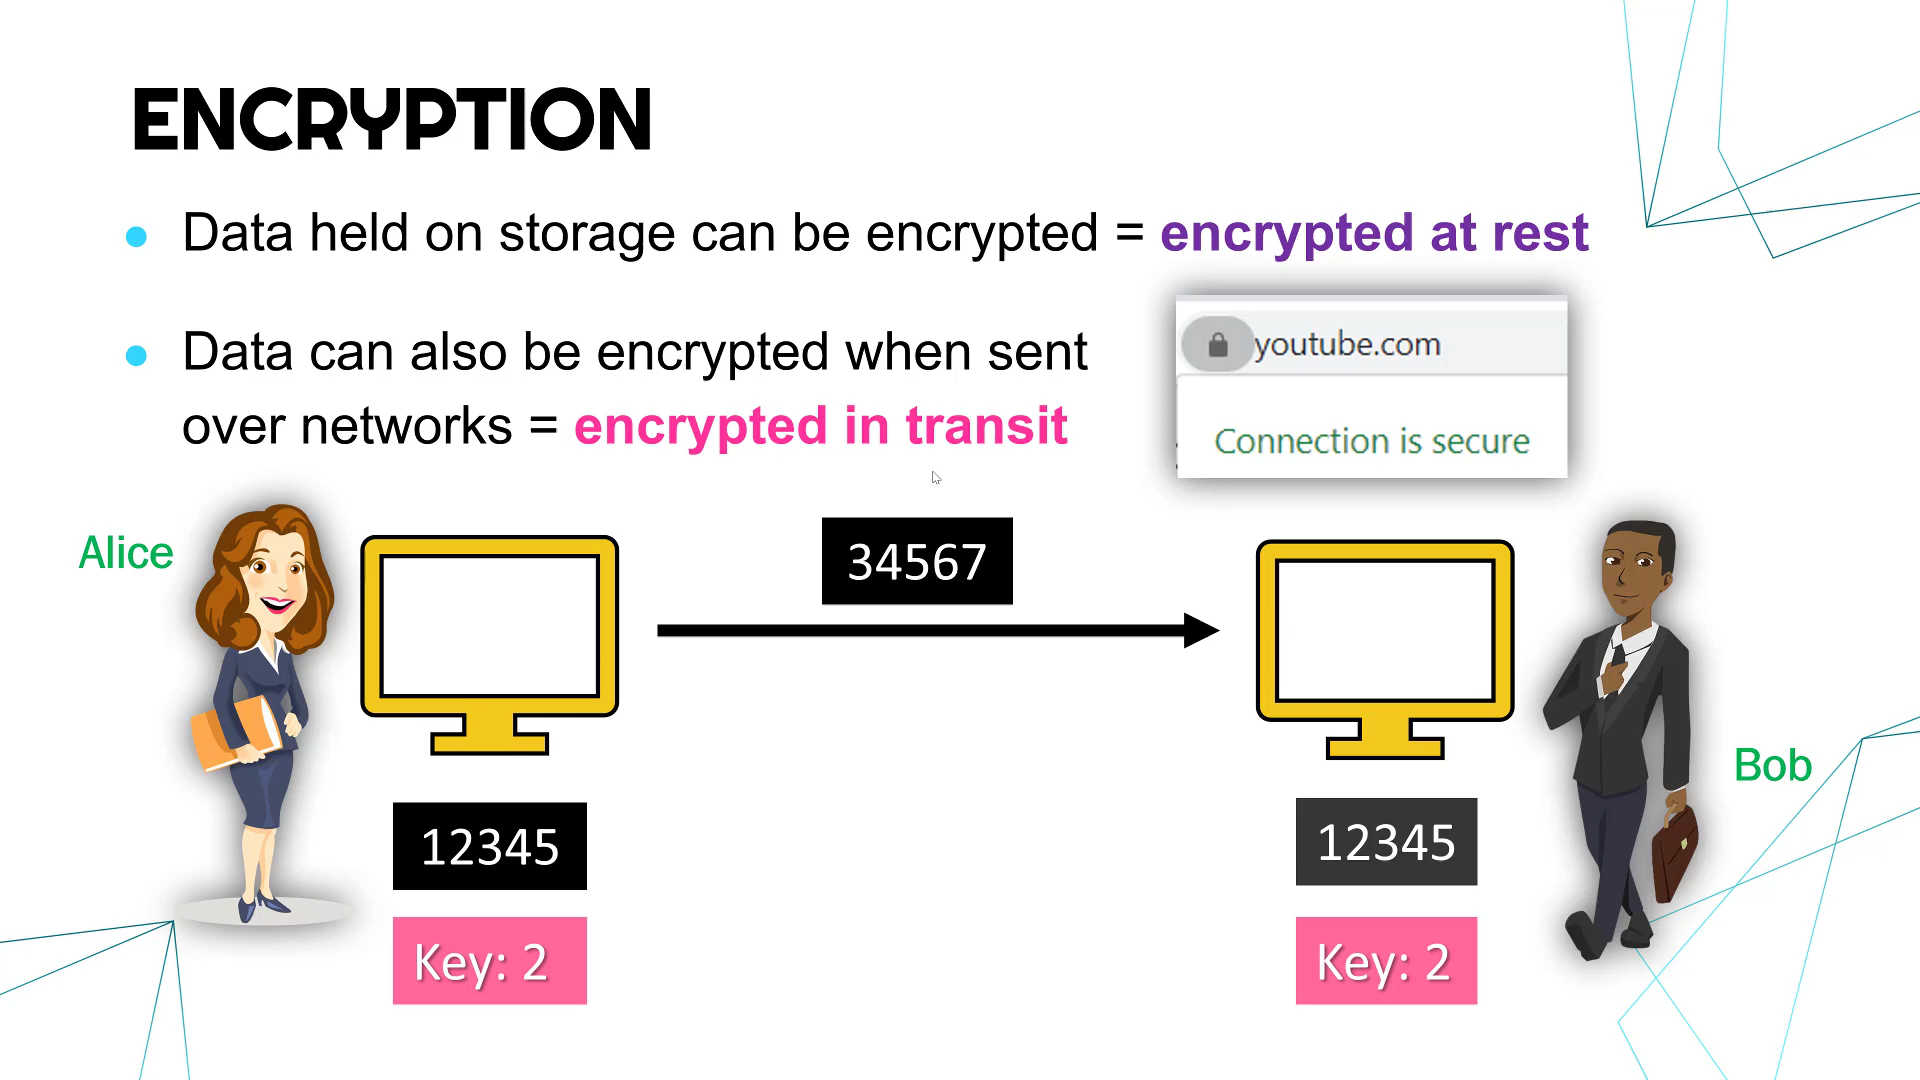 ENCRYPTION
Data held on storage can be encrypted = encrypted at rest
Data can also be encrypted when sent
over networks = encrypted in transit
youtube.com
Connection is secure
Alice
34567
Bob
12345
Key: 2
12345
Key: 2